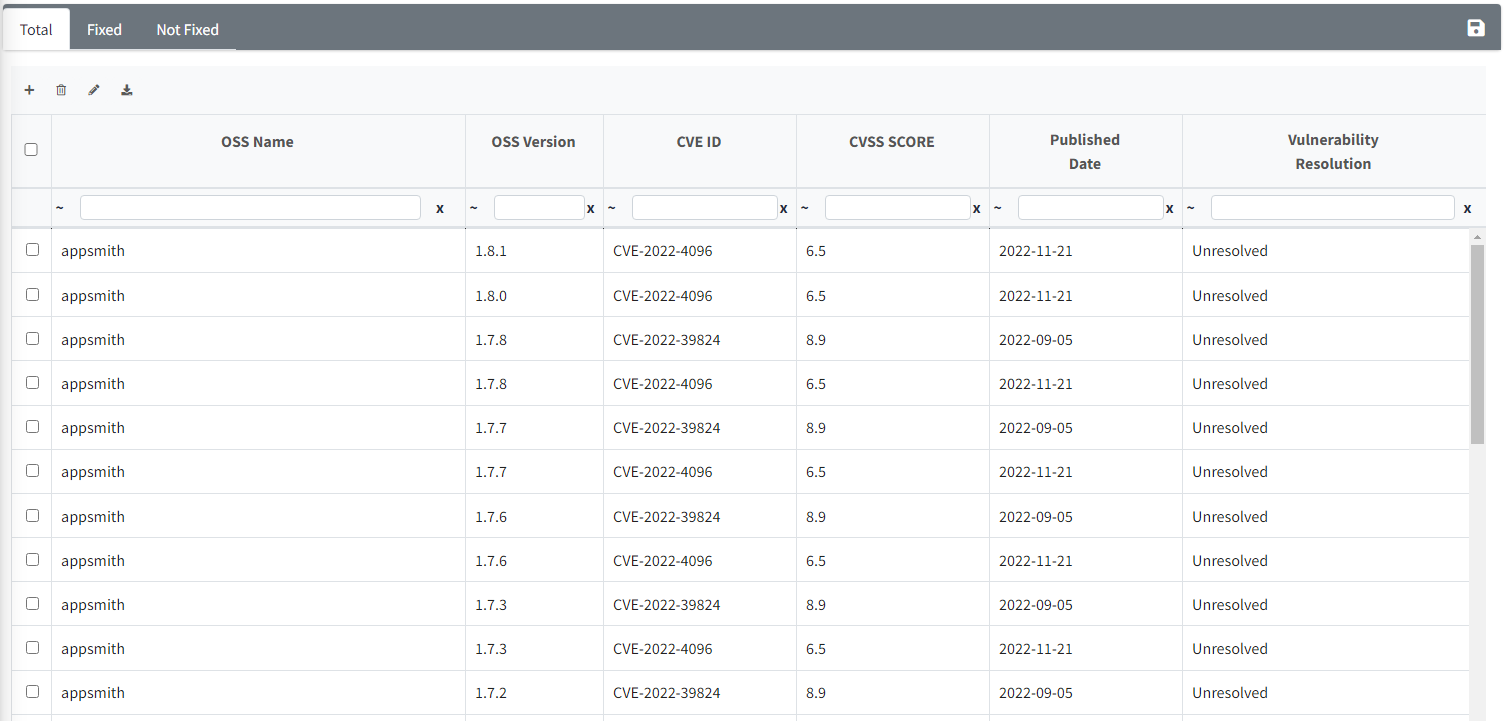 Total Fixed Not Fixed
OSS Name OSS Version CVE ID CVSS SCORE Published Date Vulnerability Resolution
~ x ~ x ~ x ~ x ~ x ~ x
appsmith 1.8.1 CVE-2022-4096 6.5 2022-11-21 Unresolved
appsmith 1.8.0 CVE-2022-4096 6.5 2022-11-21 Unresolved
appsmith 1.7.8 CVE-2022-39824 8.9 2022-09-05 Unresolved
appsmith 1.7.8 CVE-2022-4096 6.5 2022-11-21 Unresolved
appsmith 1.7.7 CVE-2022-39824 8.9 2022-09-05 Unresolved
appsmith 1.7.7 CVE-2022-4096 6.5 2022-11-21 Unresolved
appsmith 1.7.6 CVE-2022-39824 8.9 2022-09-05 Unresolved
appsmith 1.7.6 CVE-2022-4096 6.5 2022-11-21 Unresolved
appsmith 1.7.3 CVE-2022-39824 8.9 2022-09-05 Unresolved
appsmith 1.7.3 CVE-2022-4096 6.5 2022-11-21 Unresolved
appsmith 1.7.2 CVE-2022-39824 8.9 2022-09-05 Unresolved